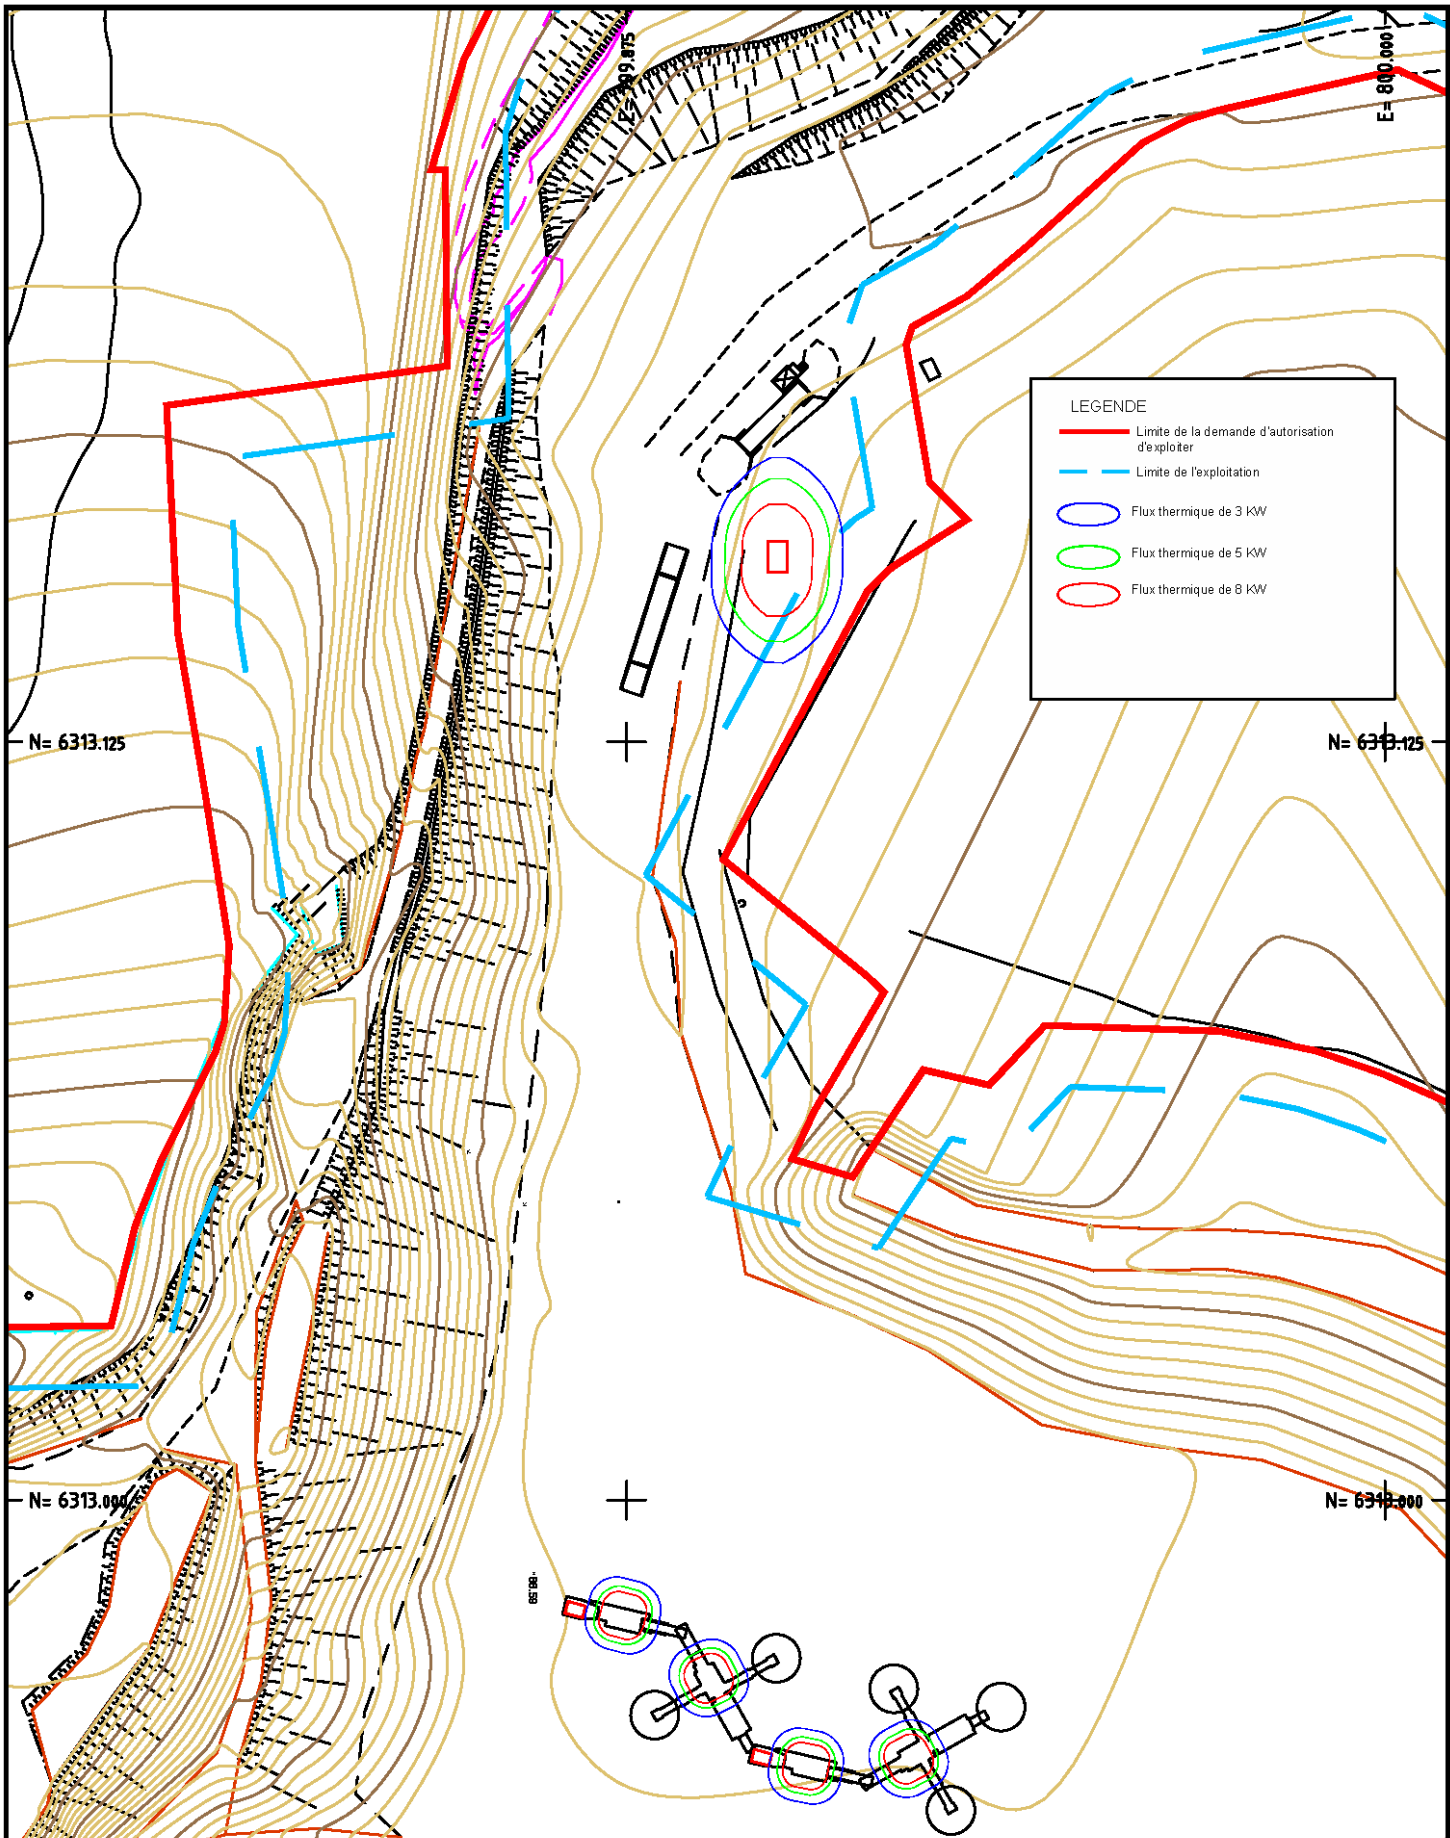 E= 800.000
LEGENDE
Limite de la demande d'autorisation
d'exploiter
Limite de l'exploitation
Flux thermique de 3 KW
Flux thermique de 5 KW
Flux thermique de 8 KW
N= 6313.125
N= 6313.125
N= 6313.000
N= 6313.000